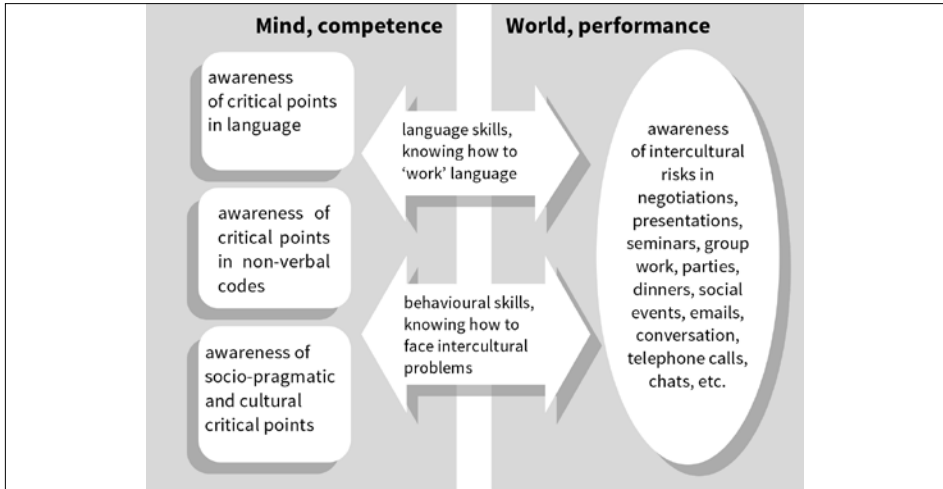 Mind, competence
World, performance
awareness
of critical points
in language
awareness of
critical points
in non-verbal
codes
awareness of
socio-pragmatic
and cultural
critical points
language skills,
knowing how to
‘work’ language
behavioural skills,
knowing how to
face intercultural
problems
awareness
of intercultural
risks in
negotiations,
presentations,
seminars, group
work, parties,
dinners, social
events, emails,
conversation,
telephone calls,
chats, etc.